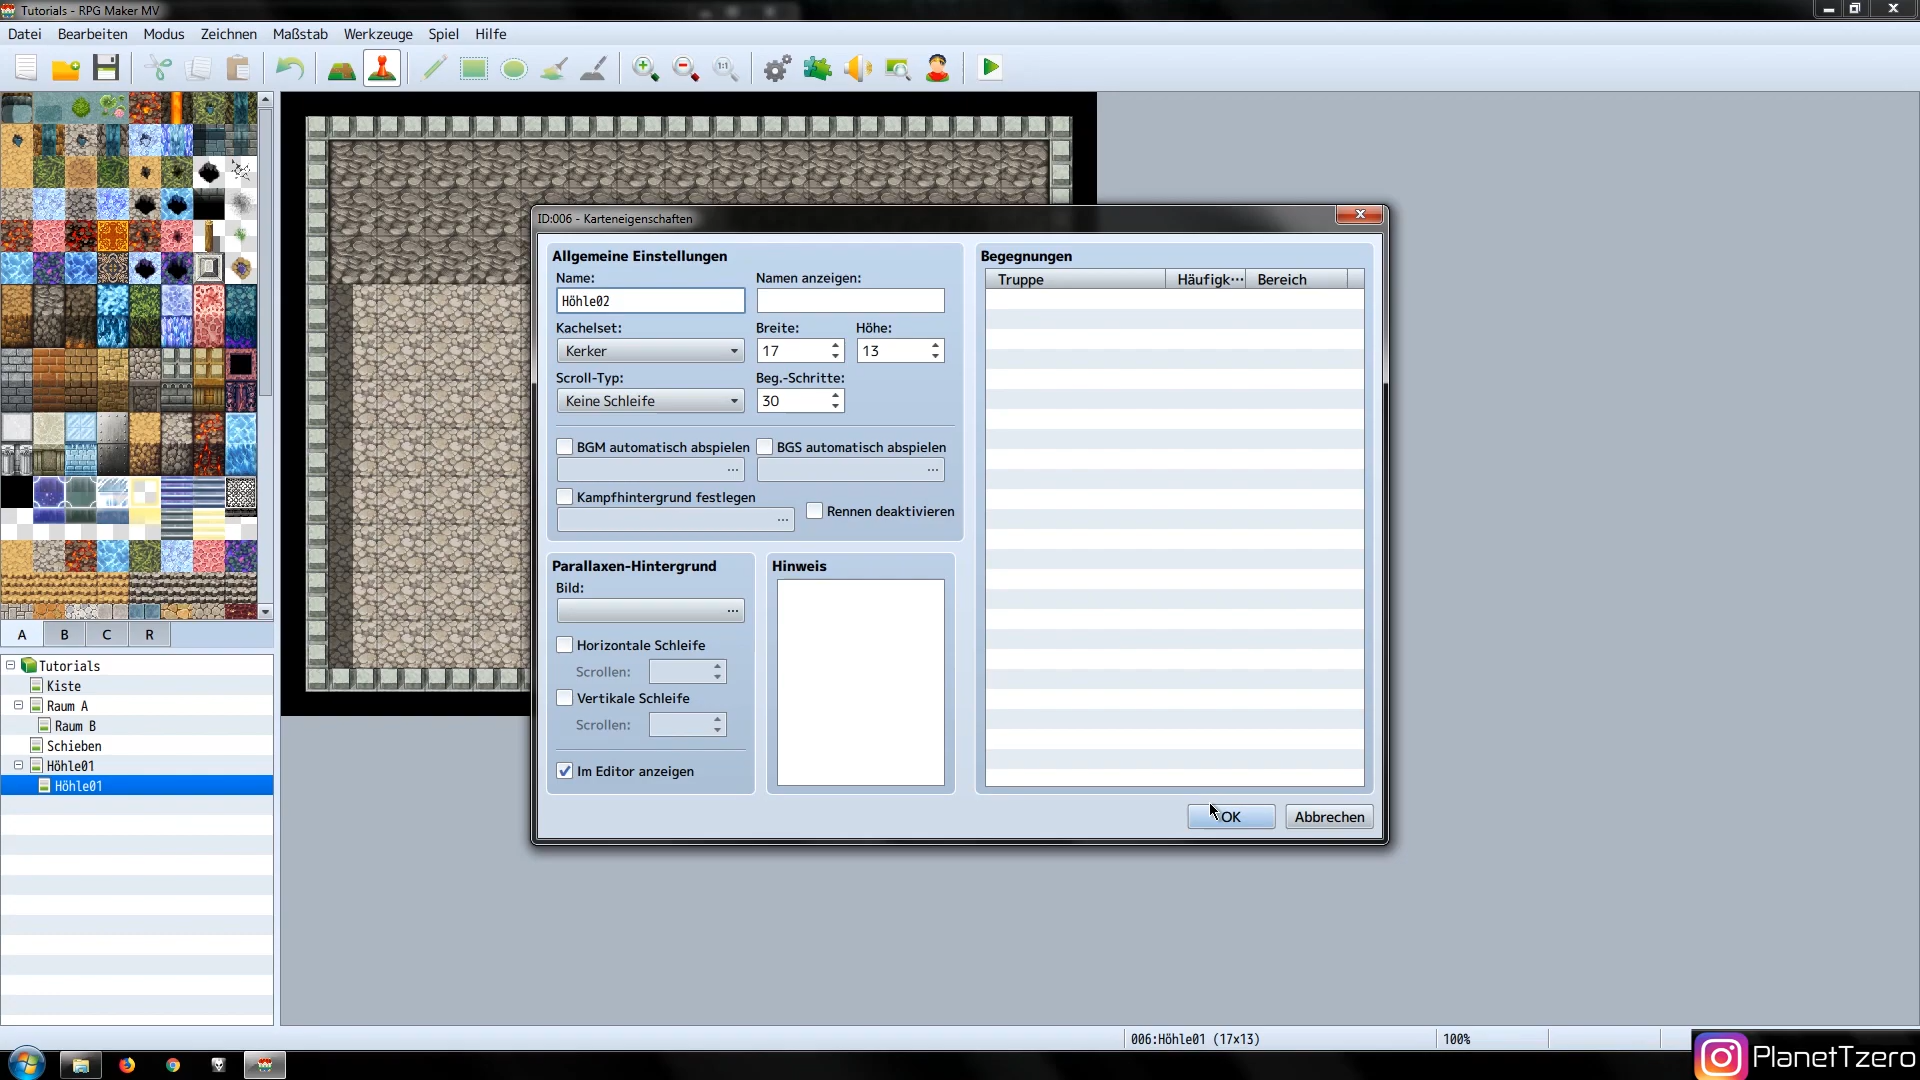 Tutorials - RPG Maker MV
Datei Bearbeiten Modus Zeichnen Maßstab Werkzeuge Spiel Hilfe
1:1
ID:006 - Karteneigenschaften
Allgemeine Einstellungen
Name: Namen anzeigen:
Höhle02
Kachelset: Breite: Höhe:
Kerker 17 13
Scroll-Typ: Beg.-Schritte:
Keine Schleife 30
BGM automatisch abspielen BGS automatisch abspielen
... ...
Kampfhintergrund festlegen
... Rennen deaktivieren
Parallaxen-Hintergrund
Bild:
...
Horizontale Schleife
Scrollen:
Vertikale Schleife
Scrollen:
Im Editor anzeigen
Hinweis
Begegnungen
Truppe Häufigk··· Bereich
OK Abbrechen
A B C R
Tutorials
Kiste
Raum A
Raum B
Schieben
Höhle01
Höhle01
006:Höhle01 (17x13) 100%
PlanetTzero